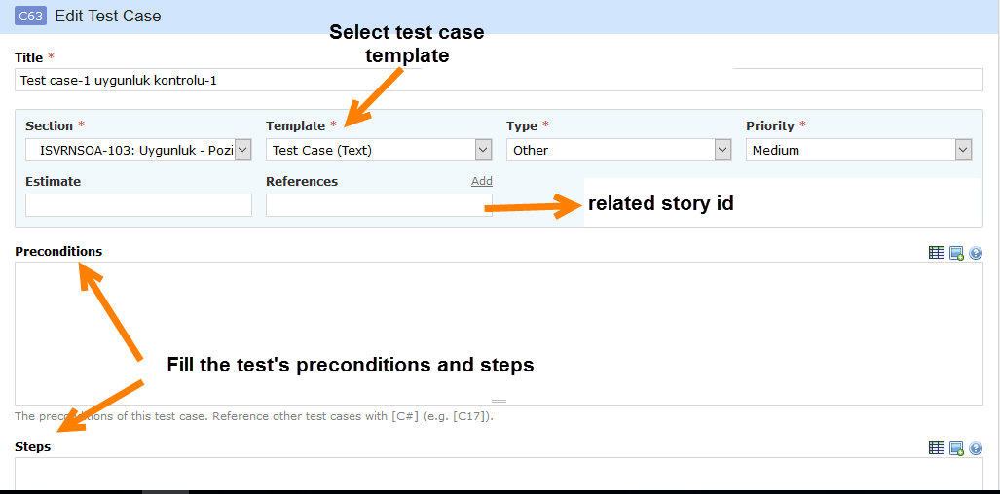 C63 Edit Test Case
Select test case
template
Title *
Test case-1 uygunluk kontrolu-1
Section * Template * Type * Priority *
ISVRNSOA-103: Uygunluk - Pozi Test Case (Text) Other Medium
Estimate References Add
related story id
Preconditions
Fill the test's preconditions and steps
The preconditions of this test case. Reference other test cases with [C#] (e.g. [C17]).
Steps